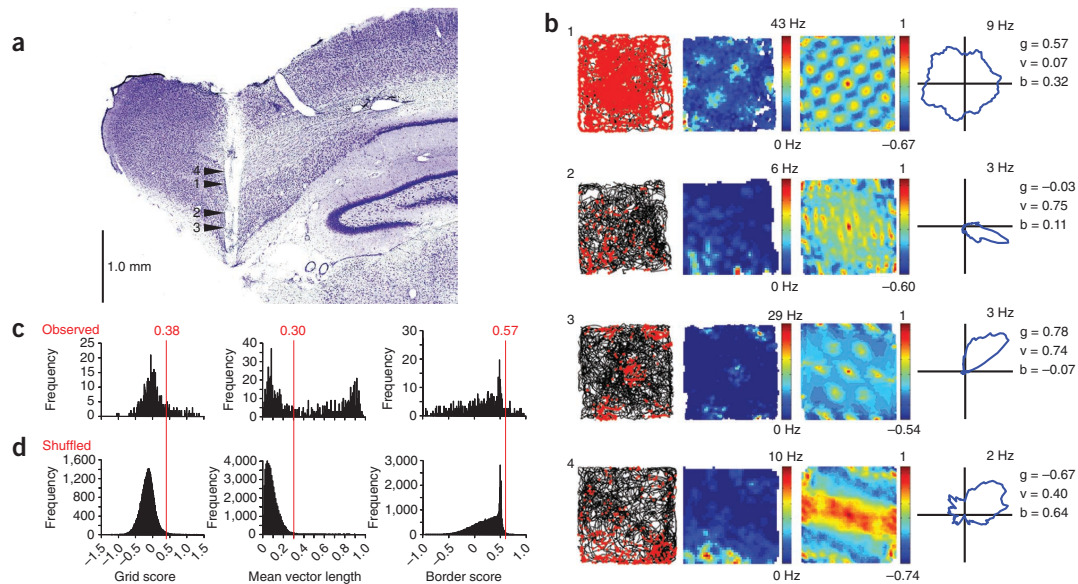 a
4
1
2
3
1.0 mm
b
1
43 Hz
0 Hz
1
−0.67
9 Hz
g = 0.57
v = 0.07
b = 0.32
2
6 Hz
0 Hz
1
−0.60
3 Hz
g = −0.03
v = 0.75
b = 0.11
3
29 Hz
0 Hz
1
−0.54
3 Hz
g = 0.78
v = 0.74
b = −0.07
4
10 Hz
0 Hz
1
−0.74
2 Hz
g = −0.67
v = 0.40
b = 0.64
c
Observed
0.38
0.30
0.57
Frequency
25
20
15
10
5
0
Frequency
40
30
20
10
0
Frequency
30
20
10
0
d
Shuffled
Frequency
1,600
1,200
800
400
0
−1.5 −1.0 −0.5 0 0.5 1.0 1.5
Grid score
Frequency
4,000
3,000
2,000
1,000
0
0 0.2 0.4 0.6 0.8 1.0
Mean vector length
Frequency
3,000
2,000
1,000
0
−1.0 −0.5 0 0.5 1.0
Border score